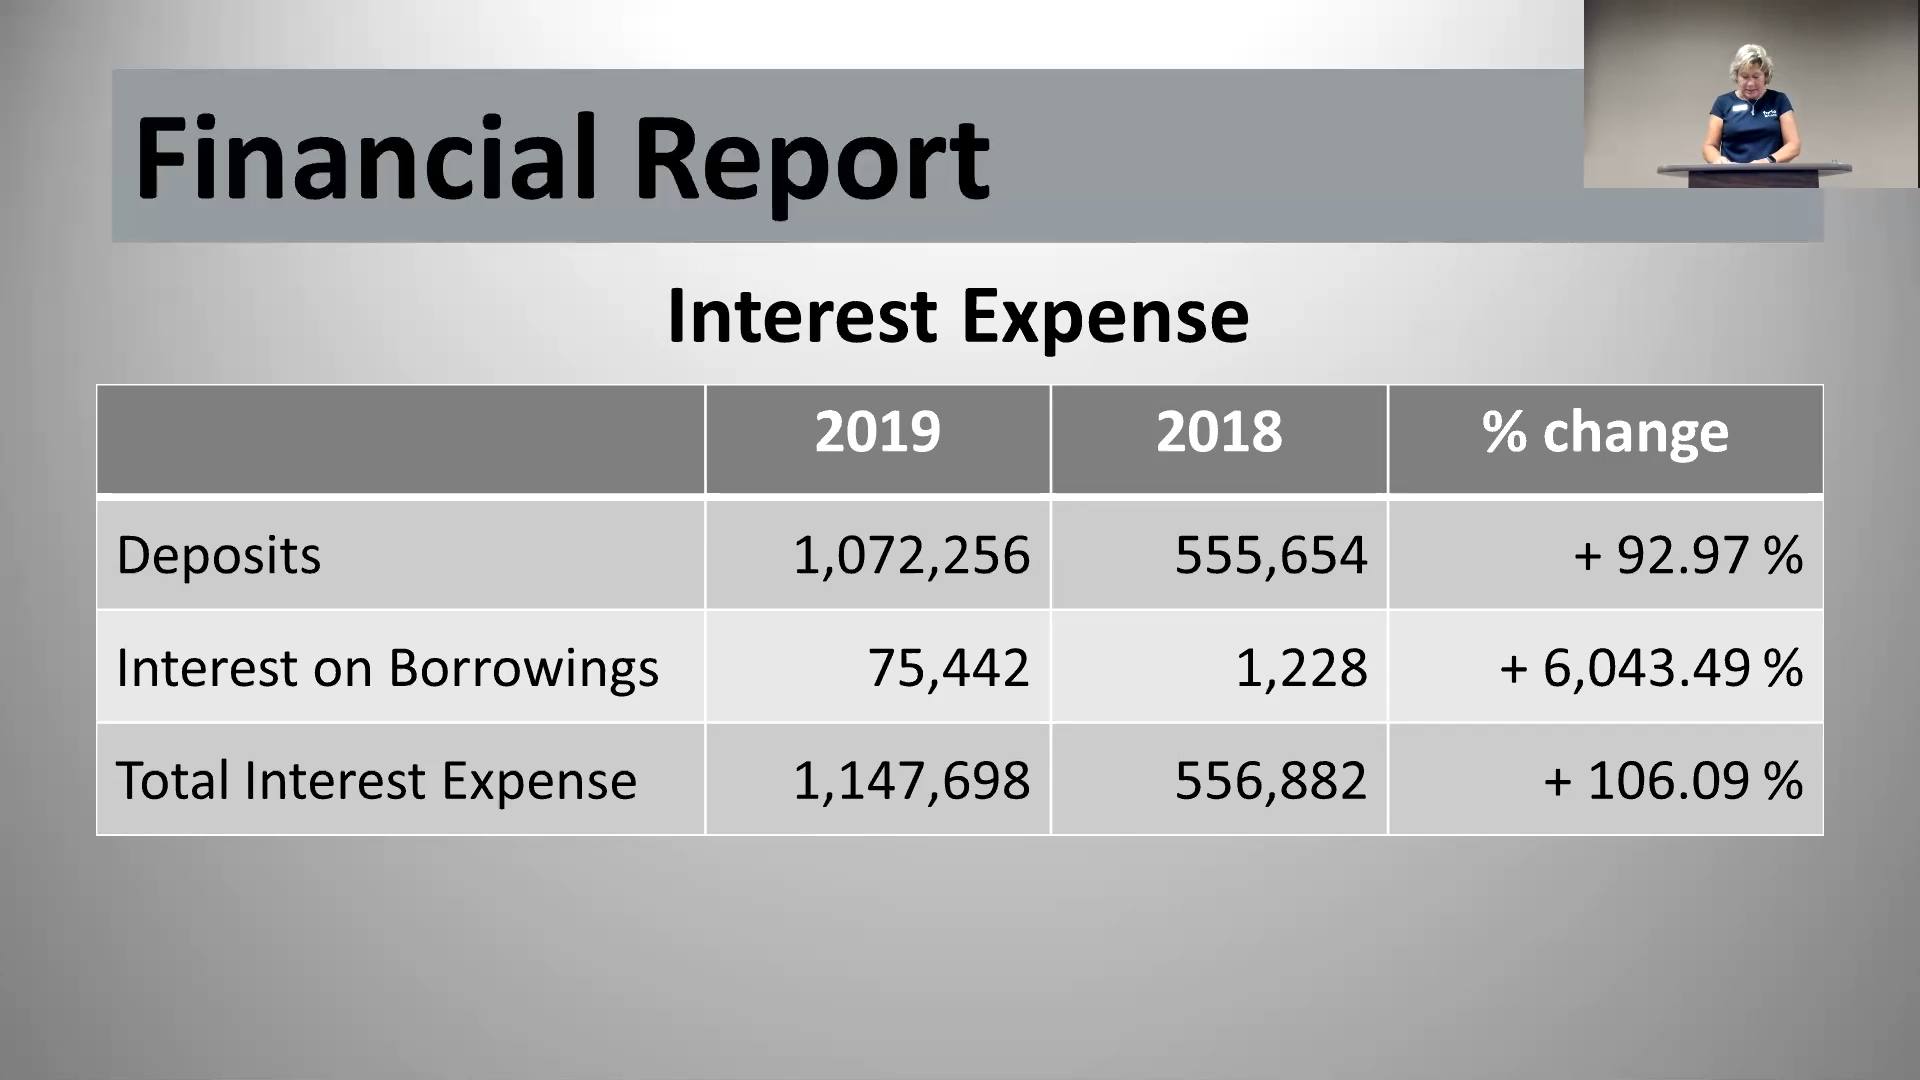 Financial Report
Interest Expense
2019 2018 % change
Deposits 1,072,256 555,654 + 92.97 %
Interest on Borrowings 75,442 1,228 + 6,043.49 %
Total Interest Expense 1,147,698 556,882 + 106.09 %